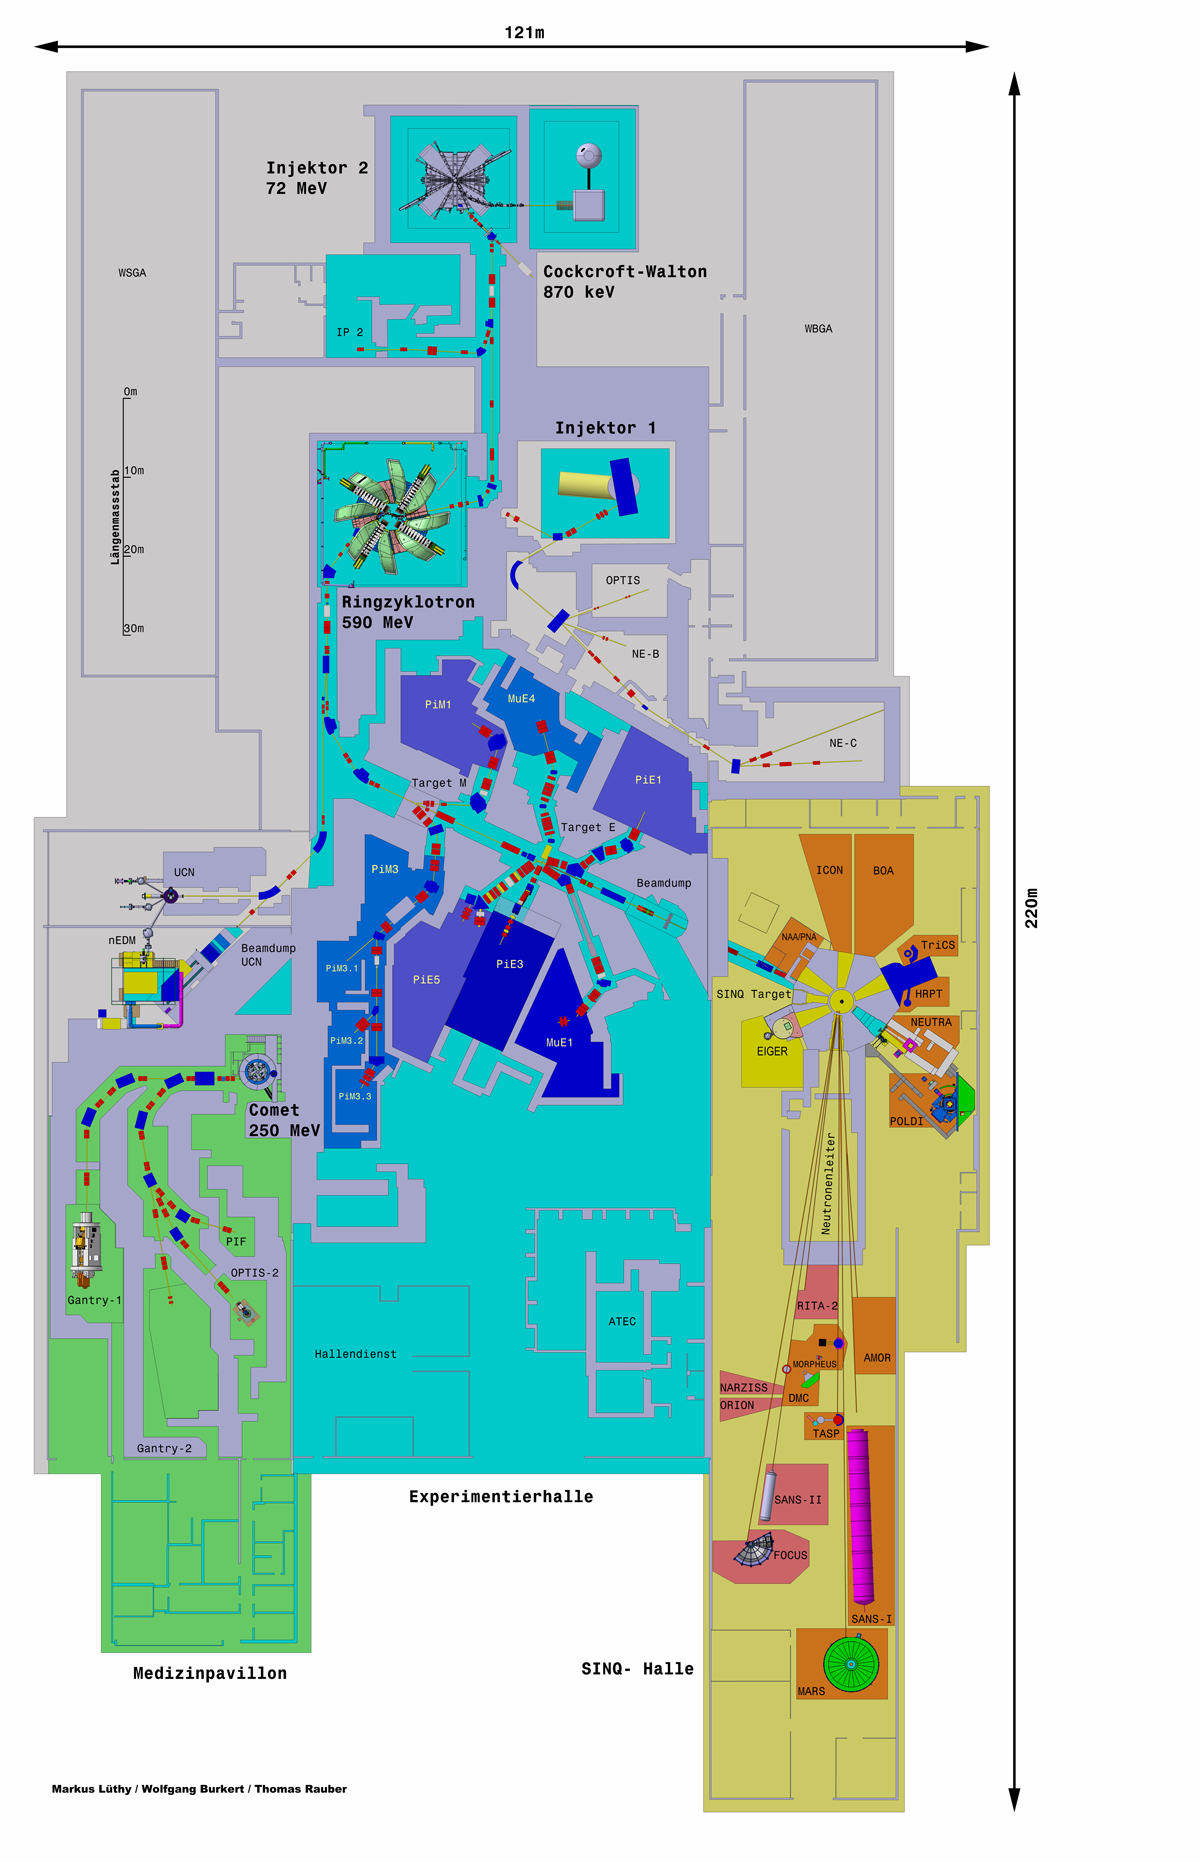 121m
Injektor 2
72 MeV
Cockcroft-Walton
870 keV
WSGA
IP 2
WBGA
0m
10m
20m
30m
Längenmassstab
Injektor 1
Ringzyklotron
590 MeV
OPTIS
NE-B
NE-C
PiM1
MuE4
PiE1
Target M
Target E
Beamdump
UCN
nEDM
Beamdump
UCN
PiM3
PiM3.1
PiM3.2
PiM3.3
PiE5
PiE3
MuE1
ICON
BOA
NAA/PNA
TriCS
HRPT
SINQ Target
NEUTRA
EIGER
POLDI
220m
Comet
250 MeV
Neutronenleiter
PIF
OPTIS-2
Gantry-1
Gantry-2
Hallendienst
ATEC
RITA-2
MORPHEUS
AMOR
NARZISS
DMC
ORION
TASP
SANS-II
FOCUS
SANS-I
MARS
Experimentierhalle
Medizinpavillon
SINQ- Halle
Markus Lüthy / Wolfgang Burkert / Thomas Rauber